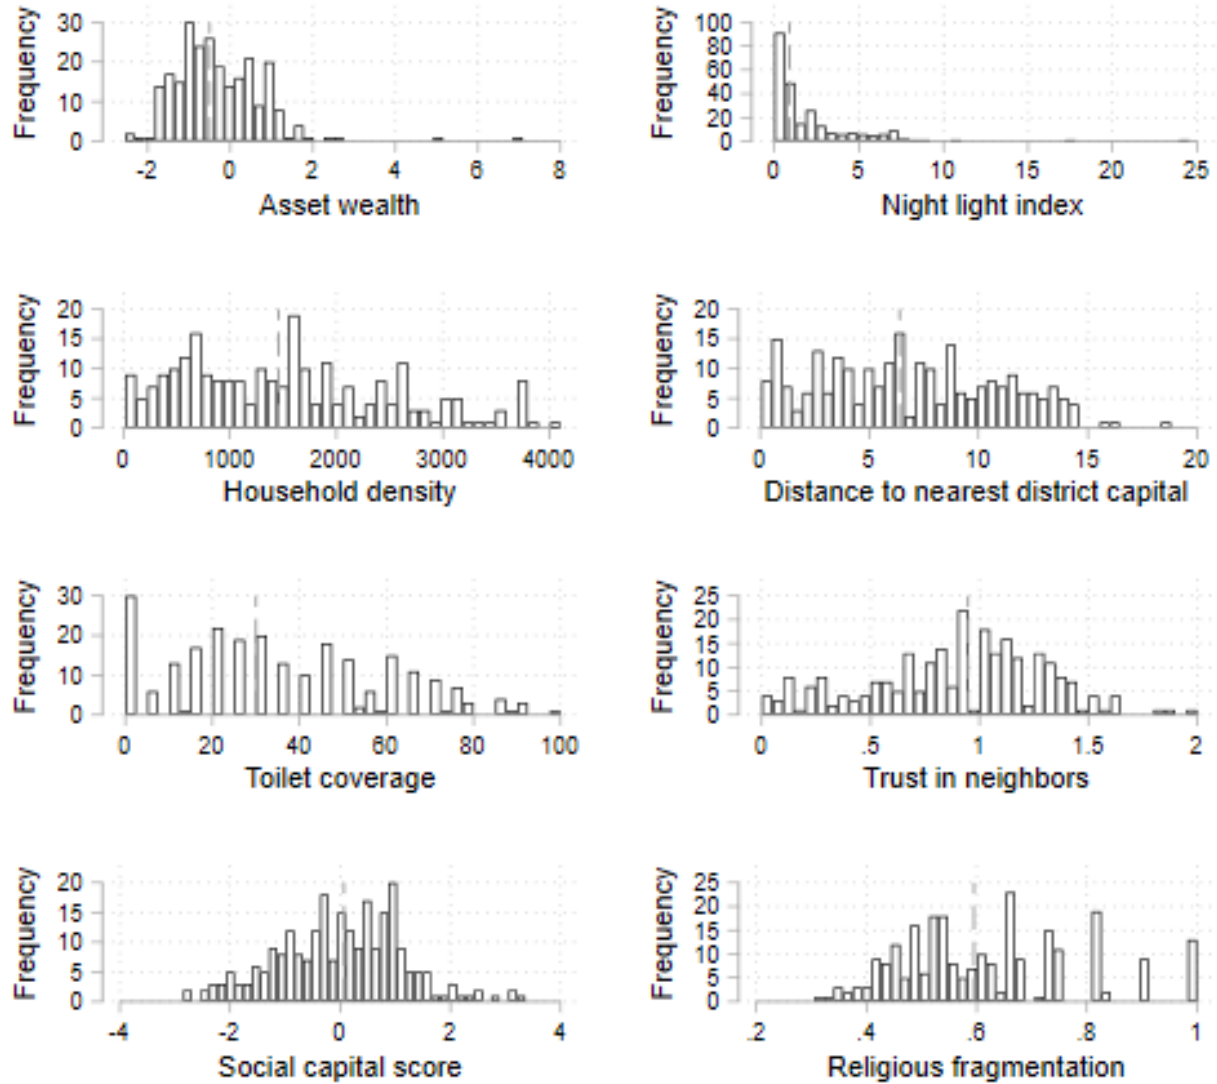 Frequency
30
20
10
0
-2 0 2 4 6 8
Asset wealth
Frequency
100
80
60
40
20
0
0 5 10 15 20 25
Night light index
Frequency
20
15
10
5
0
0 1000 2000 3000 4000
Household density
Frequency
20
15
10
5
0
0 5 10 15 20
Distance to nearest district capital
Frequency
30
20
10
0
0 20 40 60 80 100
Toilet coverage
Frequency
25
20
15
10
5
0
0 .5 1 1.5 2
Trust in neighbors
Frequency
20
15
10
5
0
-4 -2 0 2 4
Social capital score
Frequency
25
20
15
10
5
0
.2 .4 .6 .8 1
Religious fragmentation